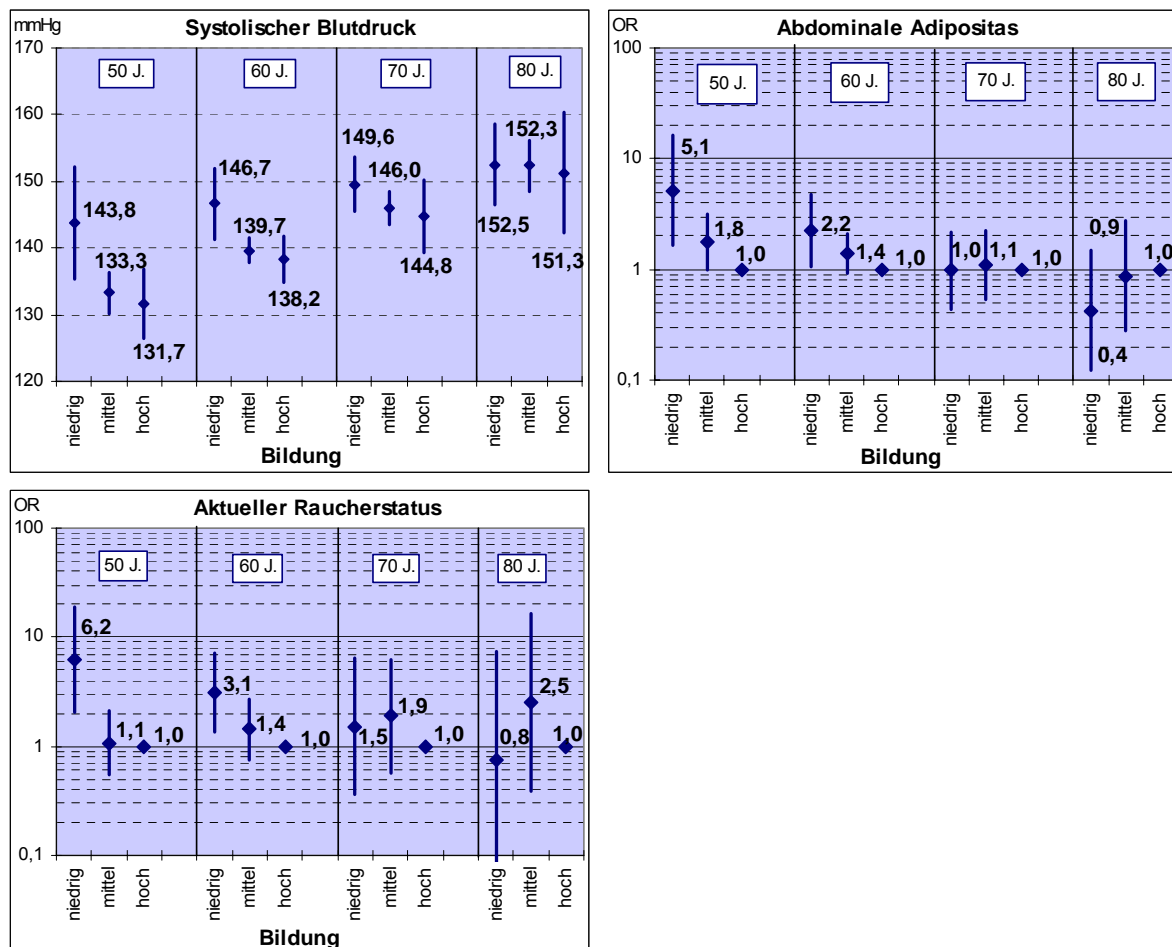 mmHg
Systolischer Blutdruck
170
160
150
140
130
120
50 J.
60 J.
70 J.
80 J.
143,8
133,3
131,7
146,7
139,7
138,2
149,6
146,0
144,8
152,5
152,3
151,3
niedrig
mittel
hoch
niedrig
mittel
hoch
niedrig
mittel
hoch
niedrig
mittel
hoch
Bildung
OR
Abdominale Adipositas
100
10
1
0,1
50 J.
60 J.
70 J.
80 J.
5,1
1,8
1,0
2,2
1,4
1,0
1,0
1,1
1,0
0,4
0,9
1,0
niedrig
mittel
hoch
niedrig
mittel
hoch
niedrig
mittel
hoch
niedrig
mittel
hoch
Bildung
OR
Aktueller Raucherstatus
100
10
1
0,1
50 J.
60 J.
70 J.
80 J.
6,2
1,1
1,0
3,1
1,4
1,0
1,5
1,9
1,0
0,8
2,5
1,0
niedrig
mittel
hoch
niedrig
mittel
hoch
niedrig
mittel
hoch
niedrig
mittel
hoch
Bildung